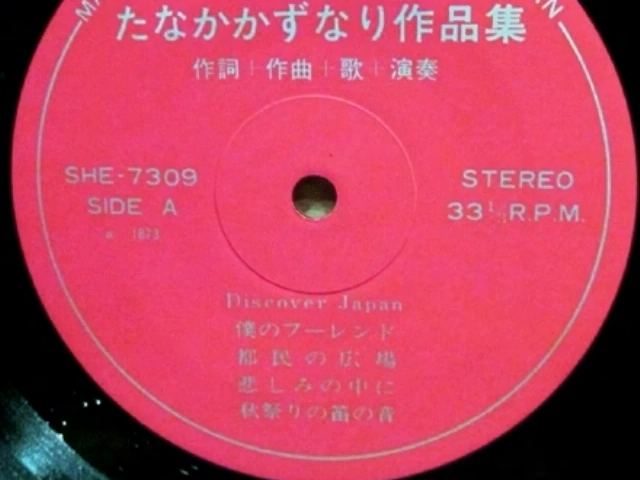 たなかかずなり作品集
作詞+作曲+歌+演奏
SHE-7309
SIDE A
STEREO
33⅓R.P.M.
Discover Japan
僕のフーレンド
都民の広場
悲しみの中に
秋祭りの笛の音